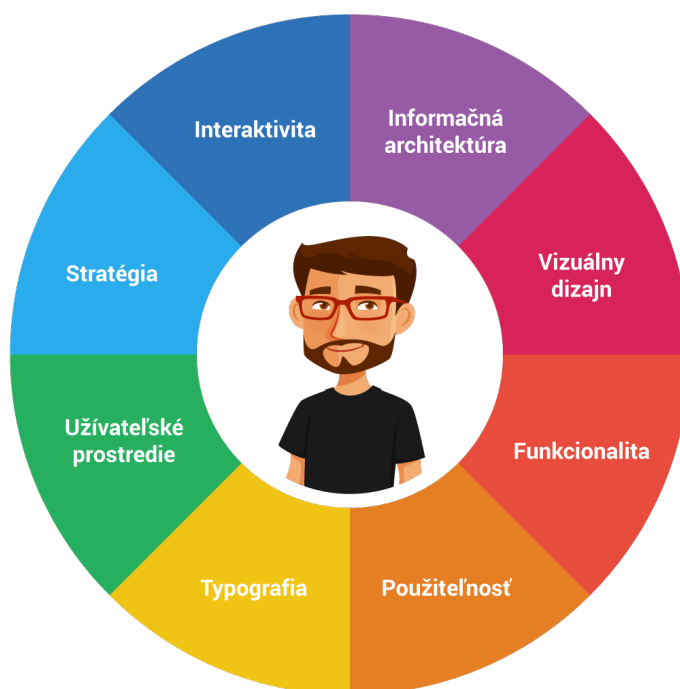 Interaktivita
Informačná
architektúra
Stratégia
Vizuálny
dizajn
Užívateľské
prostredie
Funkcionalita
Typografia
Použiteľnosť